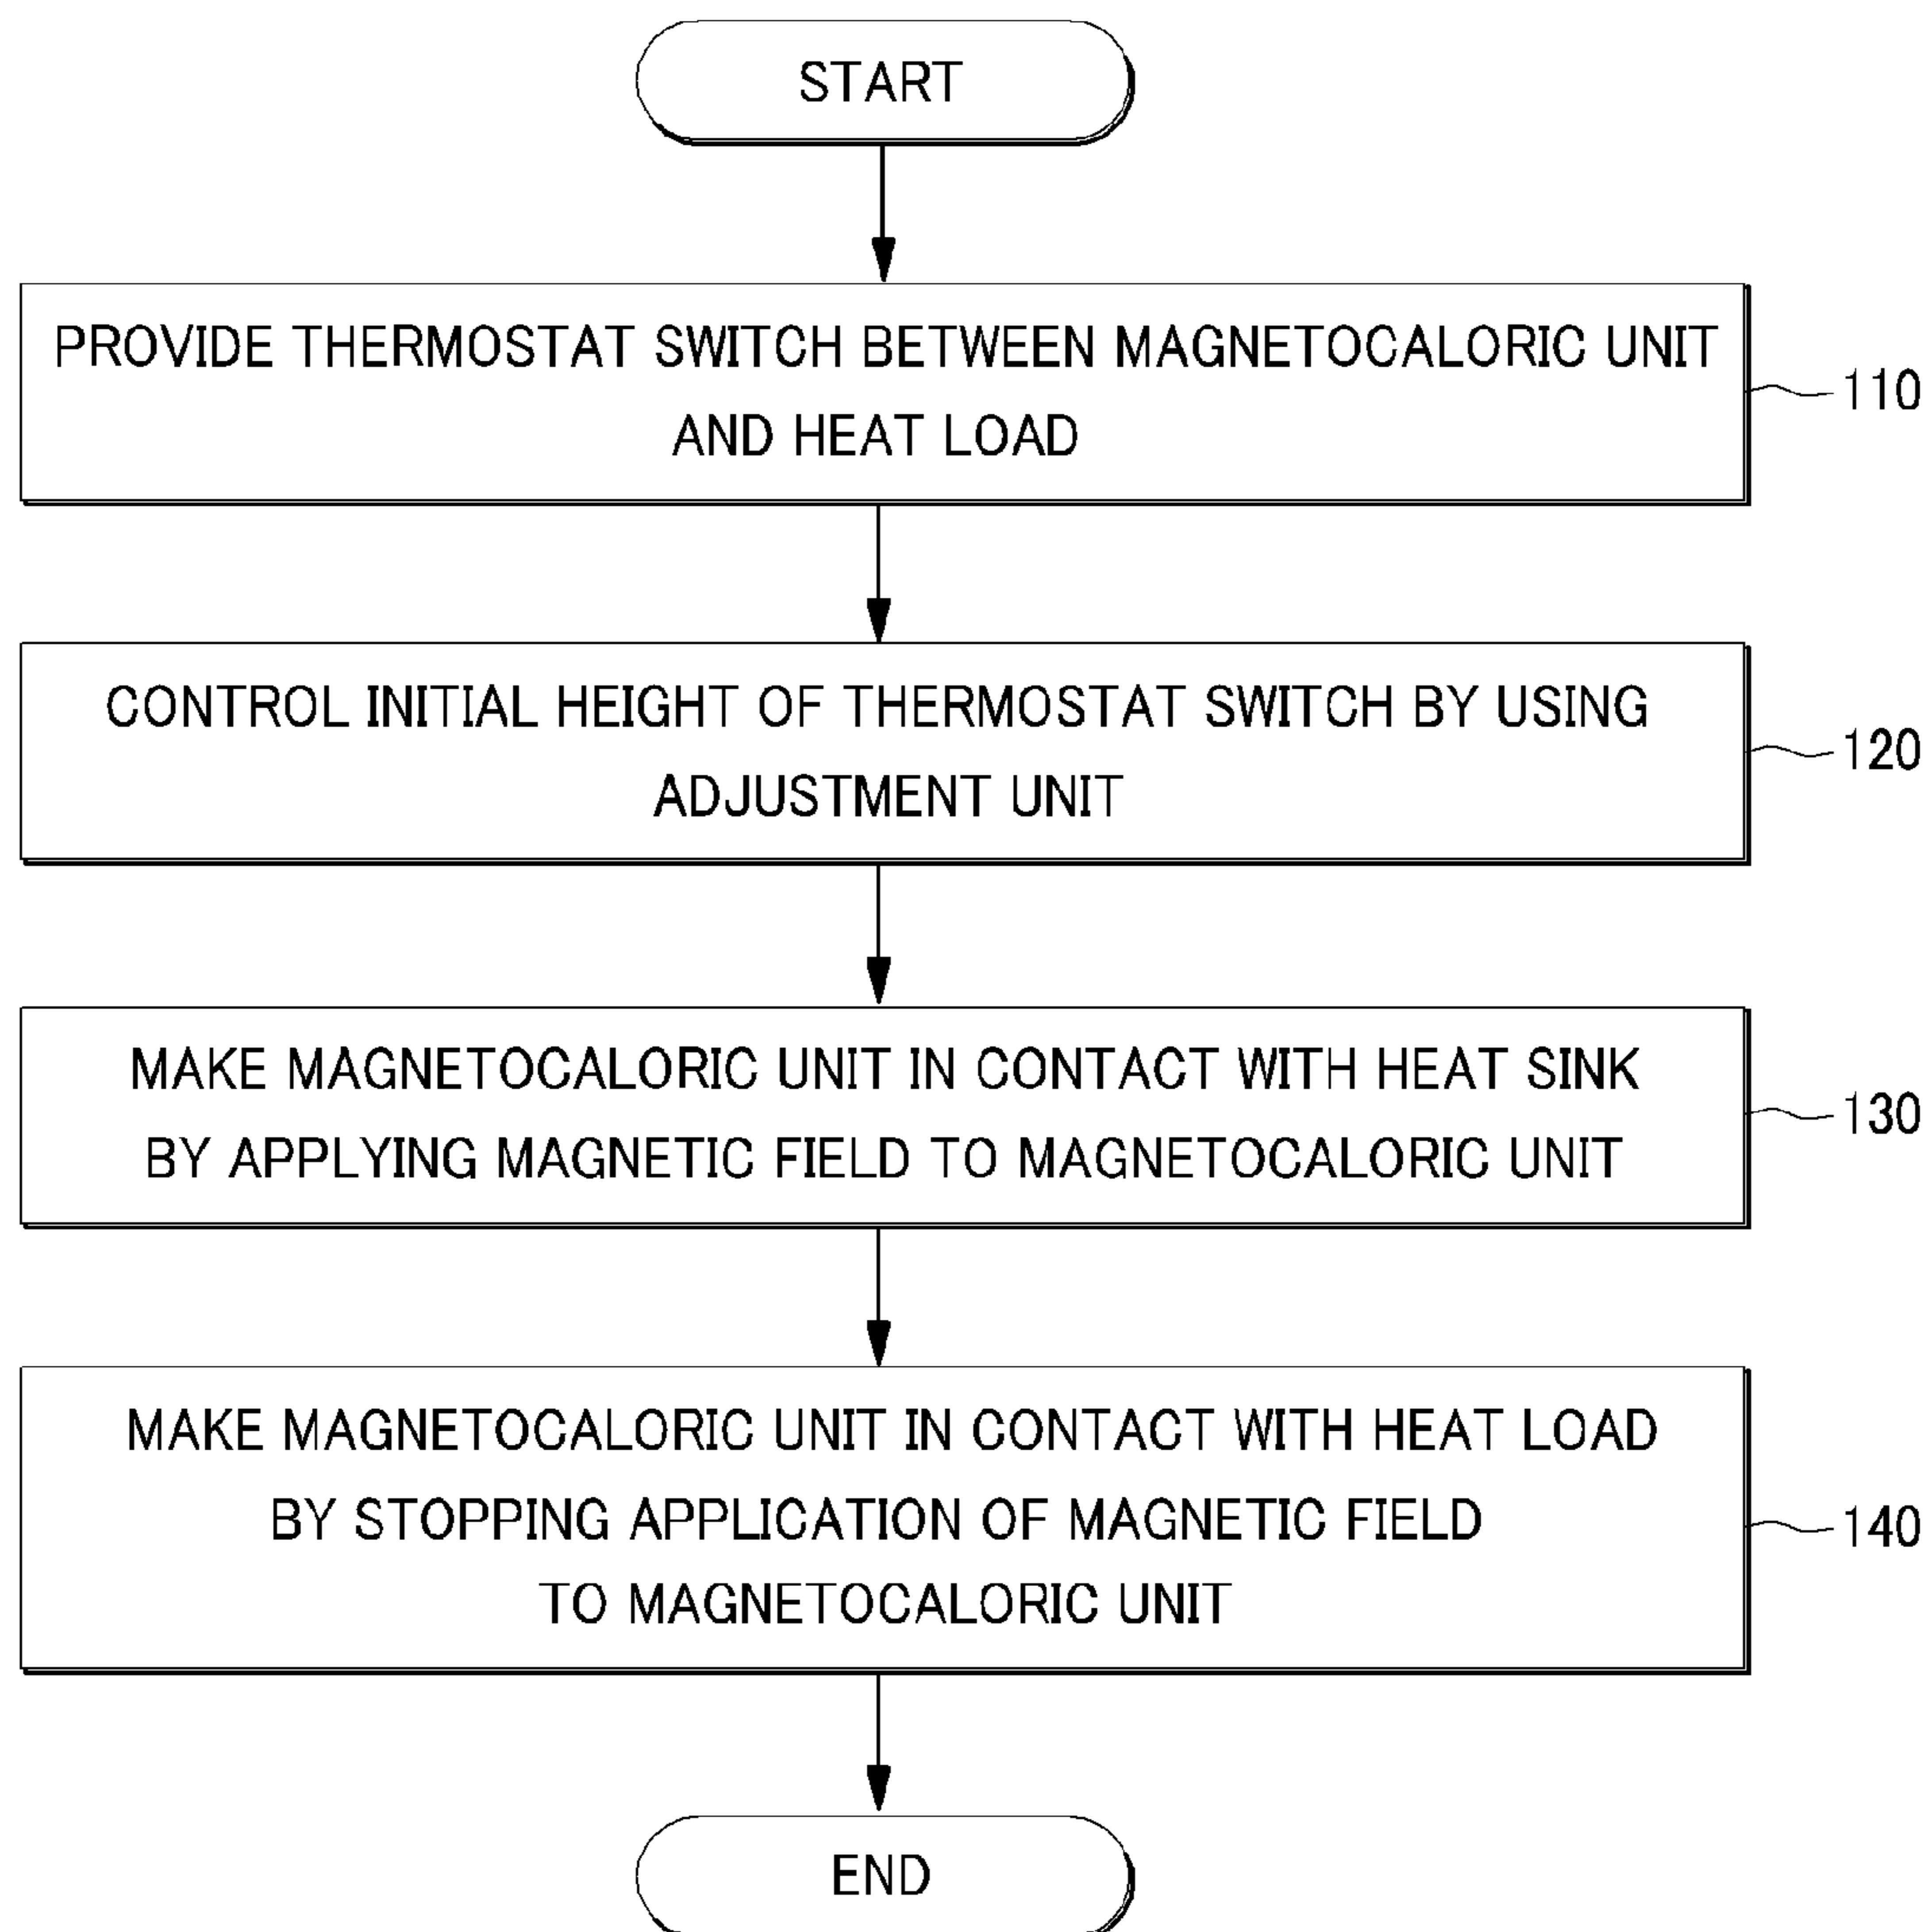 START
PROVIDE THERMOSTAT SWITCH BETWEEN MAGNETOCALORIC UNIT
AND HEAT LOAD
110
CONTROL INITIAL HEIGHT OF THERMOSTAT SWITCH BY USING
ADJUSTMENT UNIT
120
MAKE MAGNETOCALORIC UNIT IN CONTACT WITH HEAT SINK
BY APPLYING MAGNETIC FIELD TO MAGNETOCALORIC UNIT
130
MAKE MAGNETOCALORIC UNIT IN CONTACT WITH HEAT LOAD
BY STOPPING APPLICATION OF MAGNETIC FIELD
TO MAGNETOCALORIC UNIT
140
END